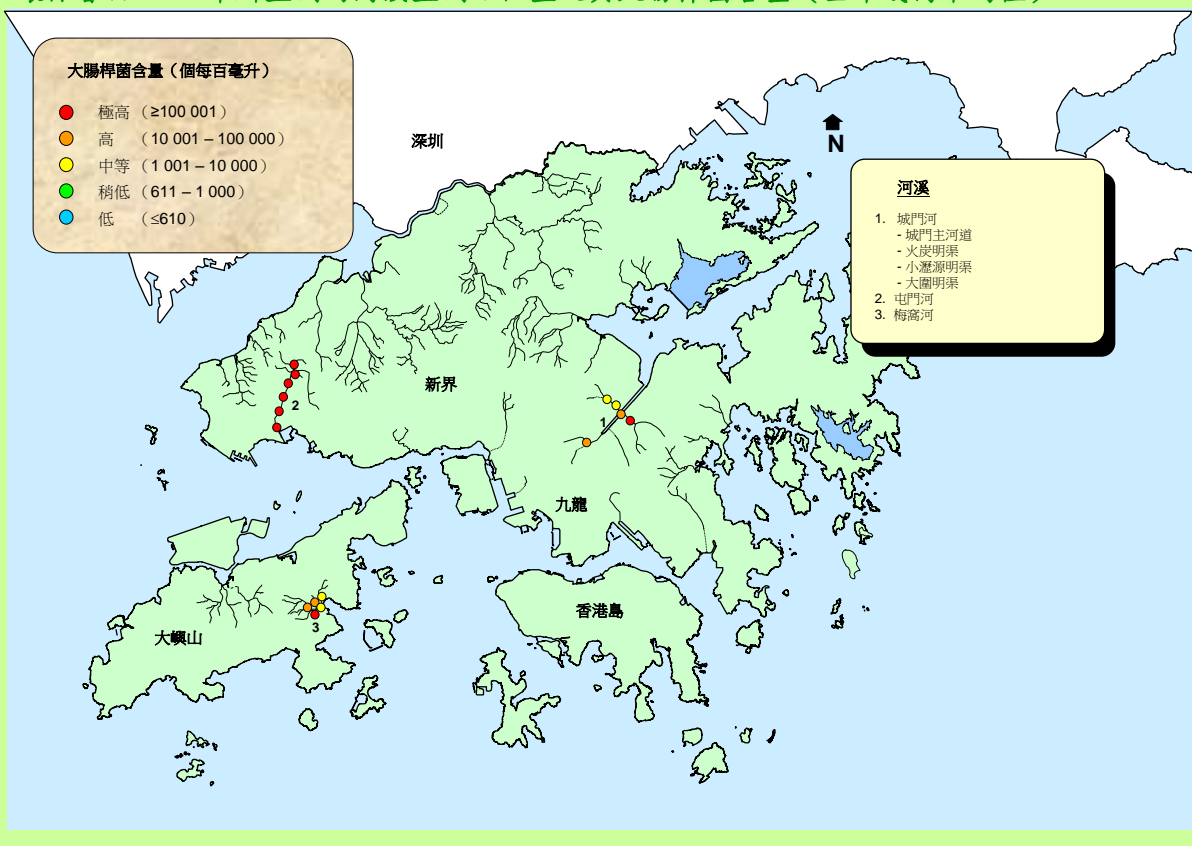 大腸桿菌含量（個每百毫升）
極高（≥100 001）
高（10 001 – 100 000）
中等（1 001 – 10 000）
稍低（611 – 1 000）
低（≤610）
深圳
N
河溪
1. 城門河
- 城門主河道
- 火炭明渠
- 小瀝源明渠
- 大圍明渠
2. 屯門河
3. 梅窩河
新界
2
1
九龍
香港島
大嶼山
3